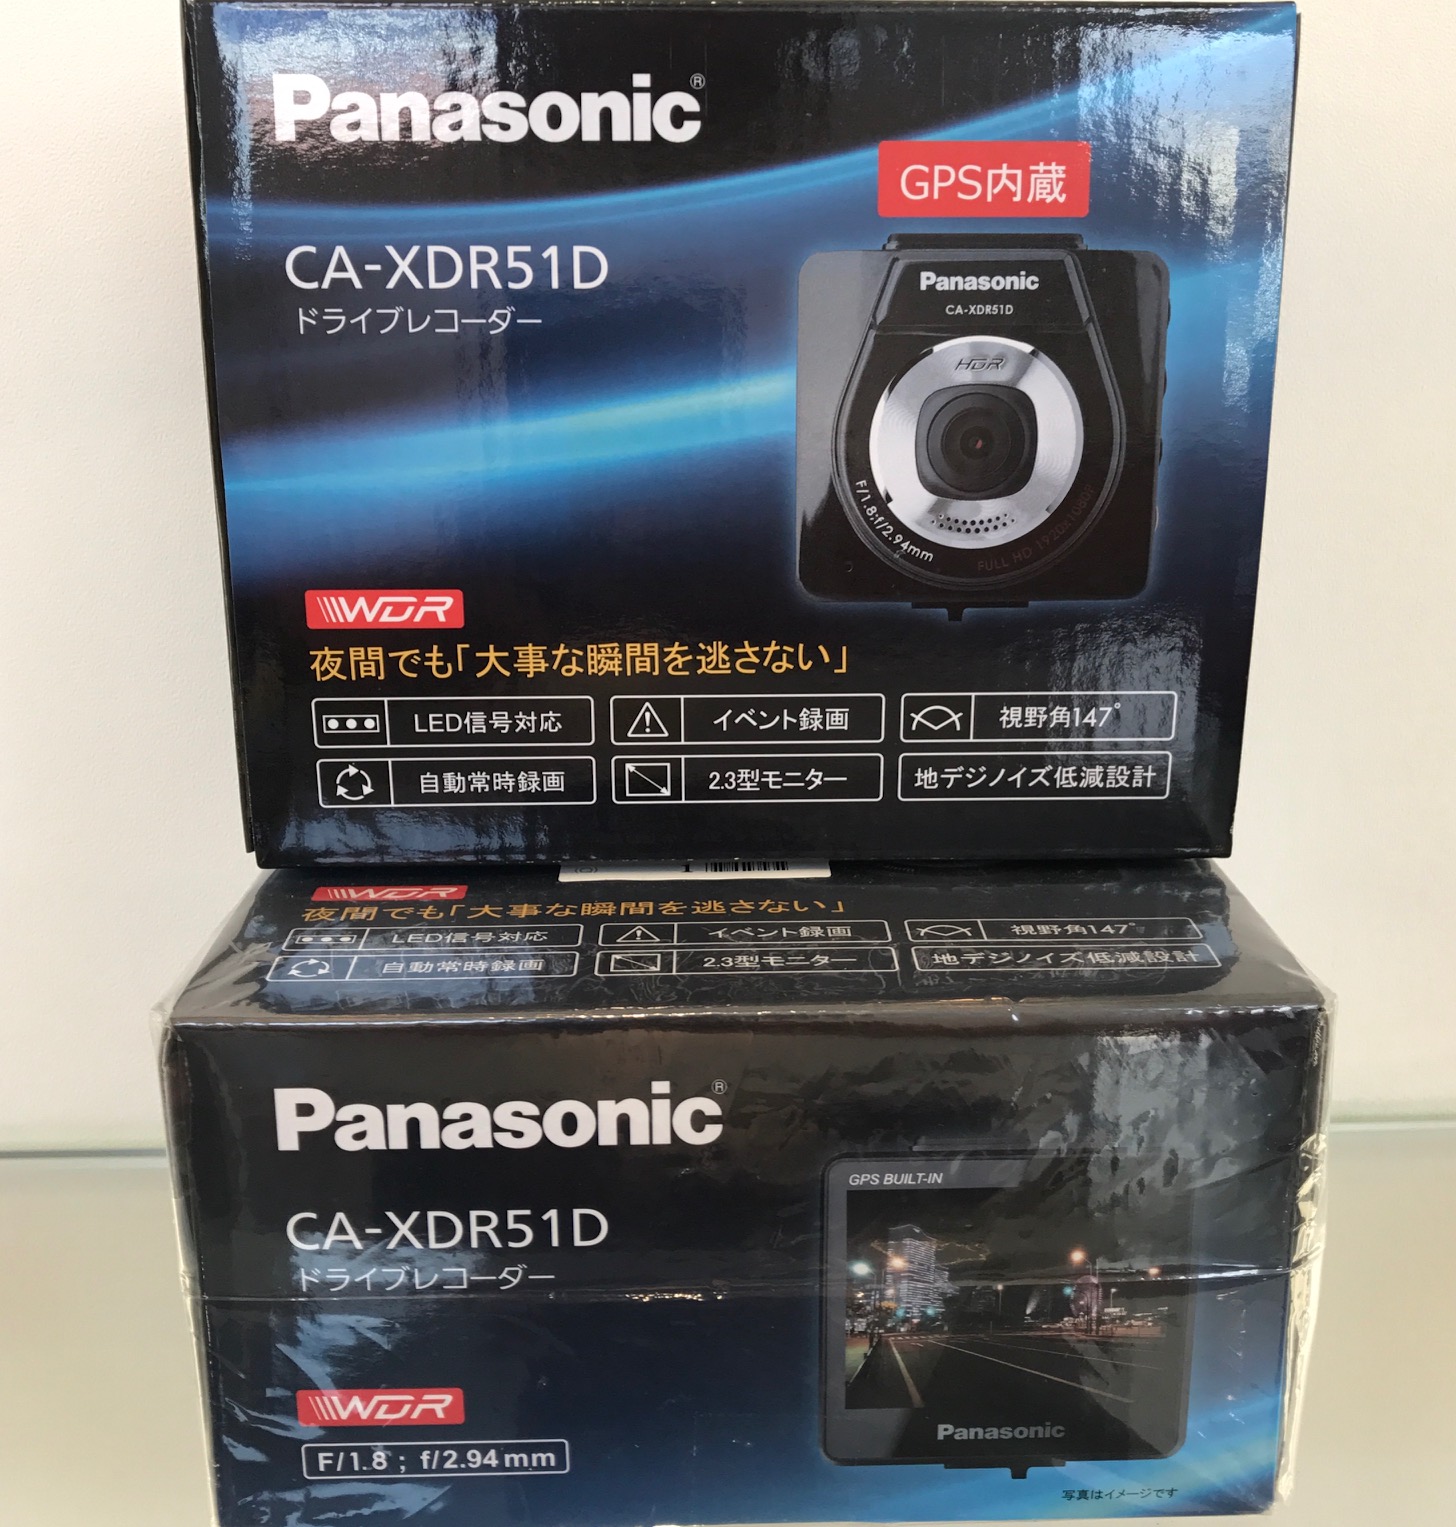 Panasonic®
GPS内蔵
CA-XDR51D
ドライブレコーダー
Panasonic
CA-XDR51D
HDR
F/1.8:f/2.94mm
FULL HD 1920x1080P
WDR
夜間でも「大事な瞬間を逃さない」
LED信号対応
イベント録画
視野角147°
自動常時録画
2.3型モニター
地デジノイズ低減設計
1
WDR
夜間でも「大事な瞬間を逃さない」
LED信号対応
イベント録画
視野角147°
自動常時録画
2.3型モニター
地デジノイズ低減設計
Panasonic®
CA-XDR51D
ドライブレコーダー
GPS BUILT-IN
WDR
F/1.8 ; f/2.94mm
Panasonic
写真はイメージです